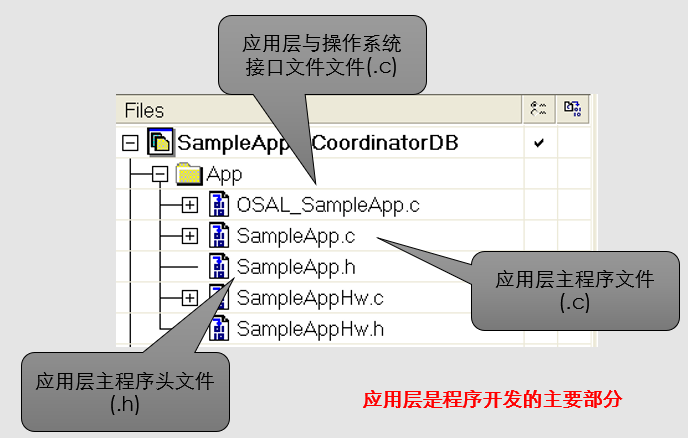 应用层与操作系统
接口文件文件(.c)
Files
SampleApp CoordinatorDB
App
OSAL_SampleApp.c
SampleApp.c
SampleApp.h
SampleAppHw.c
SampleAppHw.h
应用层主程序文件
(.c)
应用层主程序头文件
(.h)
应用层是程序开发的主要部分